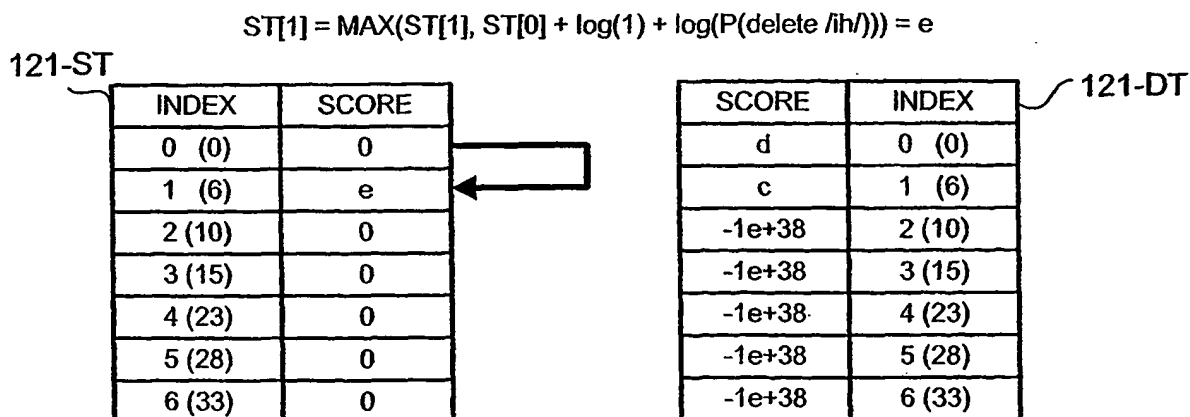 ST[1] = MAX(ST[1], ST[0] + log(1) + log(P(delete /ih/))) = e
121-ST
INDEX SCORE
0 (0) 0
1 (6) e
2 (10) 0
3 (15) 0
4 (23) 0
5 (28) 0
6 (33) 0
121-DT
SCORE INDEX
d 0 (0)
c 1 (6)
-1e+38 2 (10)
-1e+38 3 (15)
-1e+38 4 (23)
-1e+38 5 (28)
-1e+38 6 (33)